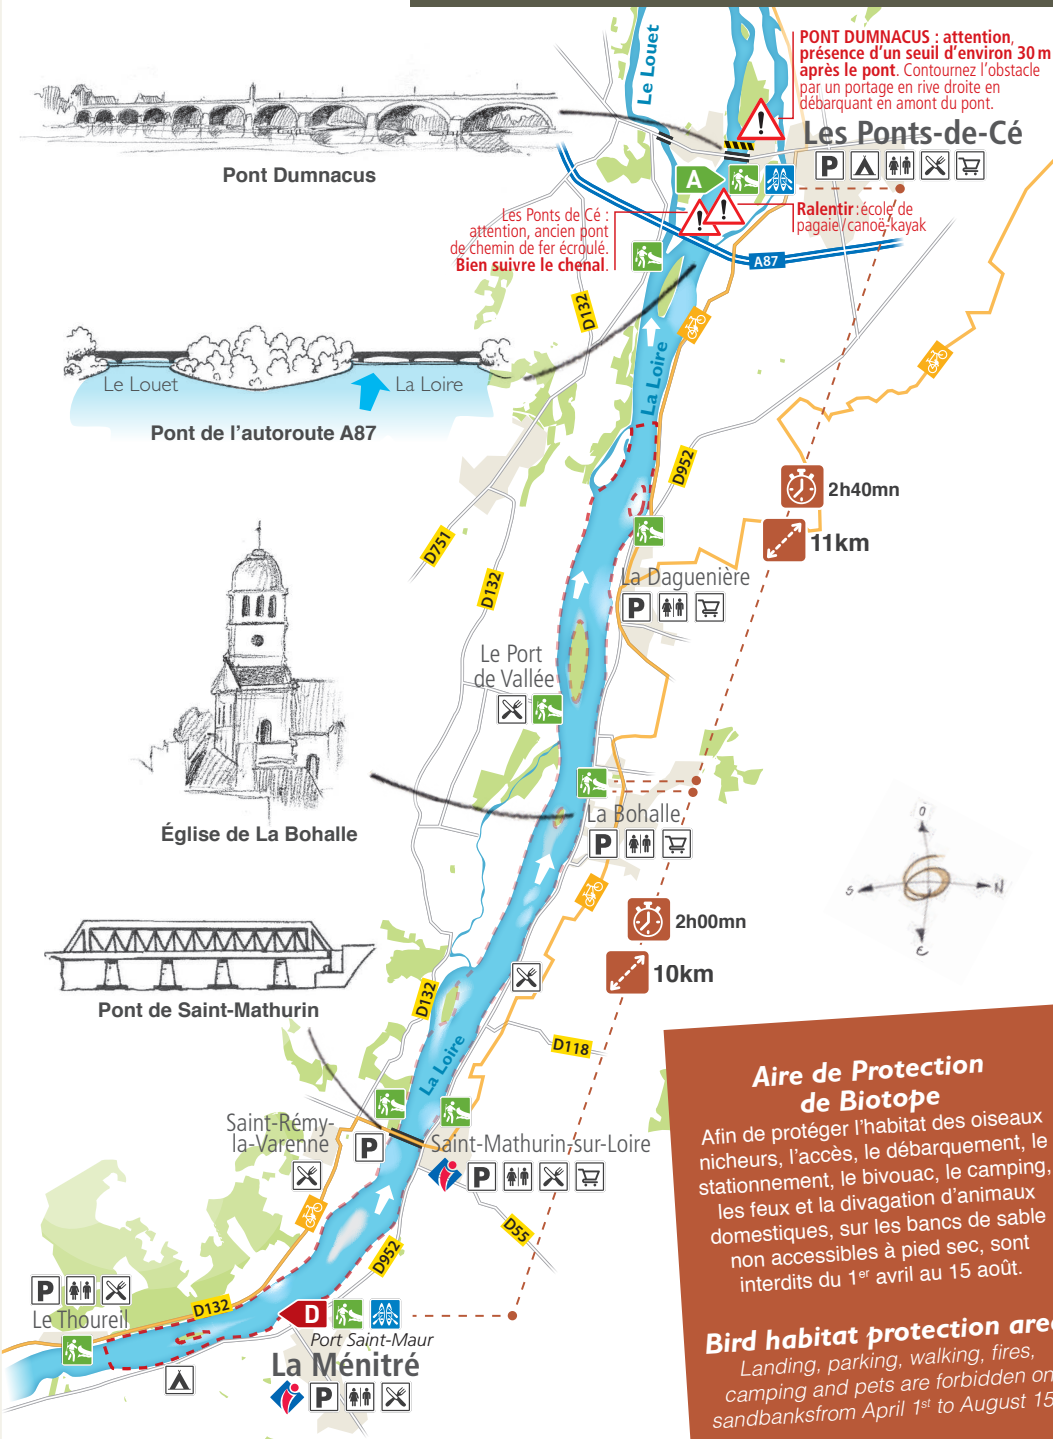 PONT DUMNACUS : attention,
présence d'un seuil d'environ 30 m
après le pont. Contournez l'obstacle
par un portage en rive droite en
débarquant en amont du pont.
Le Louet
Les Ponts-de-Cé
P
Pont Dumnacus
A
Les Ponts de Cé :
attention, ancien pont
de chemin de fer écroulé.
Bien suivre le chenal.
Ralentir : école de
pagaie/canoë-kayak
A87
D132
La Loire
Le Louet
La Loire
Pont de l'autoroute A87
D952
2h40mn
11km
D751
D132
La Daguenière
P
Le Port
de Vallée
Église de La Bohalle
La Bohalle
P
O
S
N
E
2h00mn
10km
Pont de Saint-Mathurin
D132
La Loire
D118
Saint-Rémy-
la-Varenne
P
Saint-Mathurin-sur-Loire
P
D55
D952
P
Le Thoureil
D132
D
Port Saint-Maur
La Ménitré
P
Aire de Protection
de Biotope
Afin de protéger l'habitat des oiseaux
nicheurs, l'accès, le débarquement, le
stationnement, le bivouac, le camping,
les feux et la divagation d'animaux
domestiques, sur les bancs de sable
non accessibles à pied sec, sont
interdits du 1er avril au 15 août.
Bird habitat protection area
Landing, parking, walking, fires,
camping and pets are forbidden on
sandbanksfrom April 1st to August 15